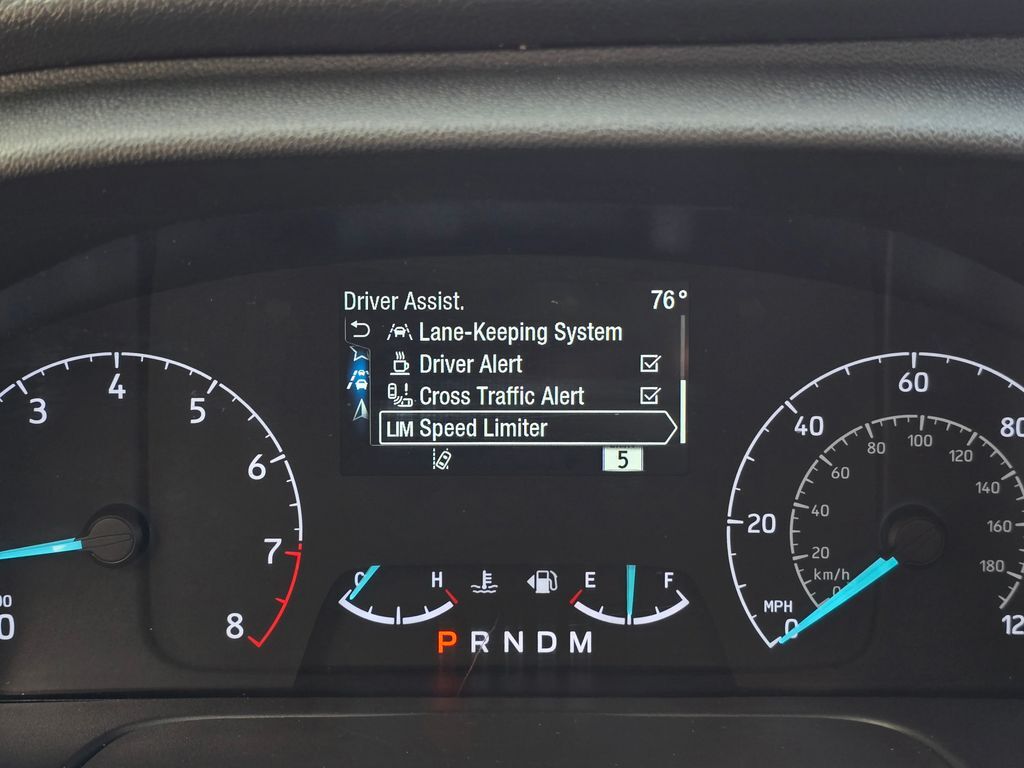 Driver Assist. 76°
Lane-Keeping System
Driver Alert
Cross Traffic Alert
LIM Speed Limiter
5
3 4 5 6 7 8
C H E F
P R N D M
0 20 40 60 80
MPH
0 20 40 60 80 100 120 140 160 180
km/h